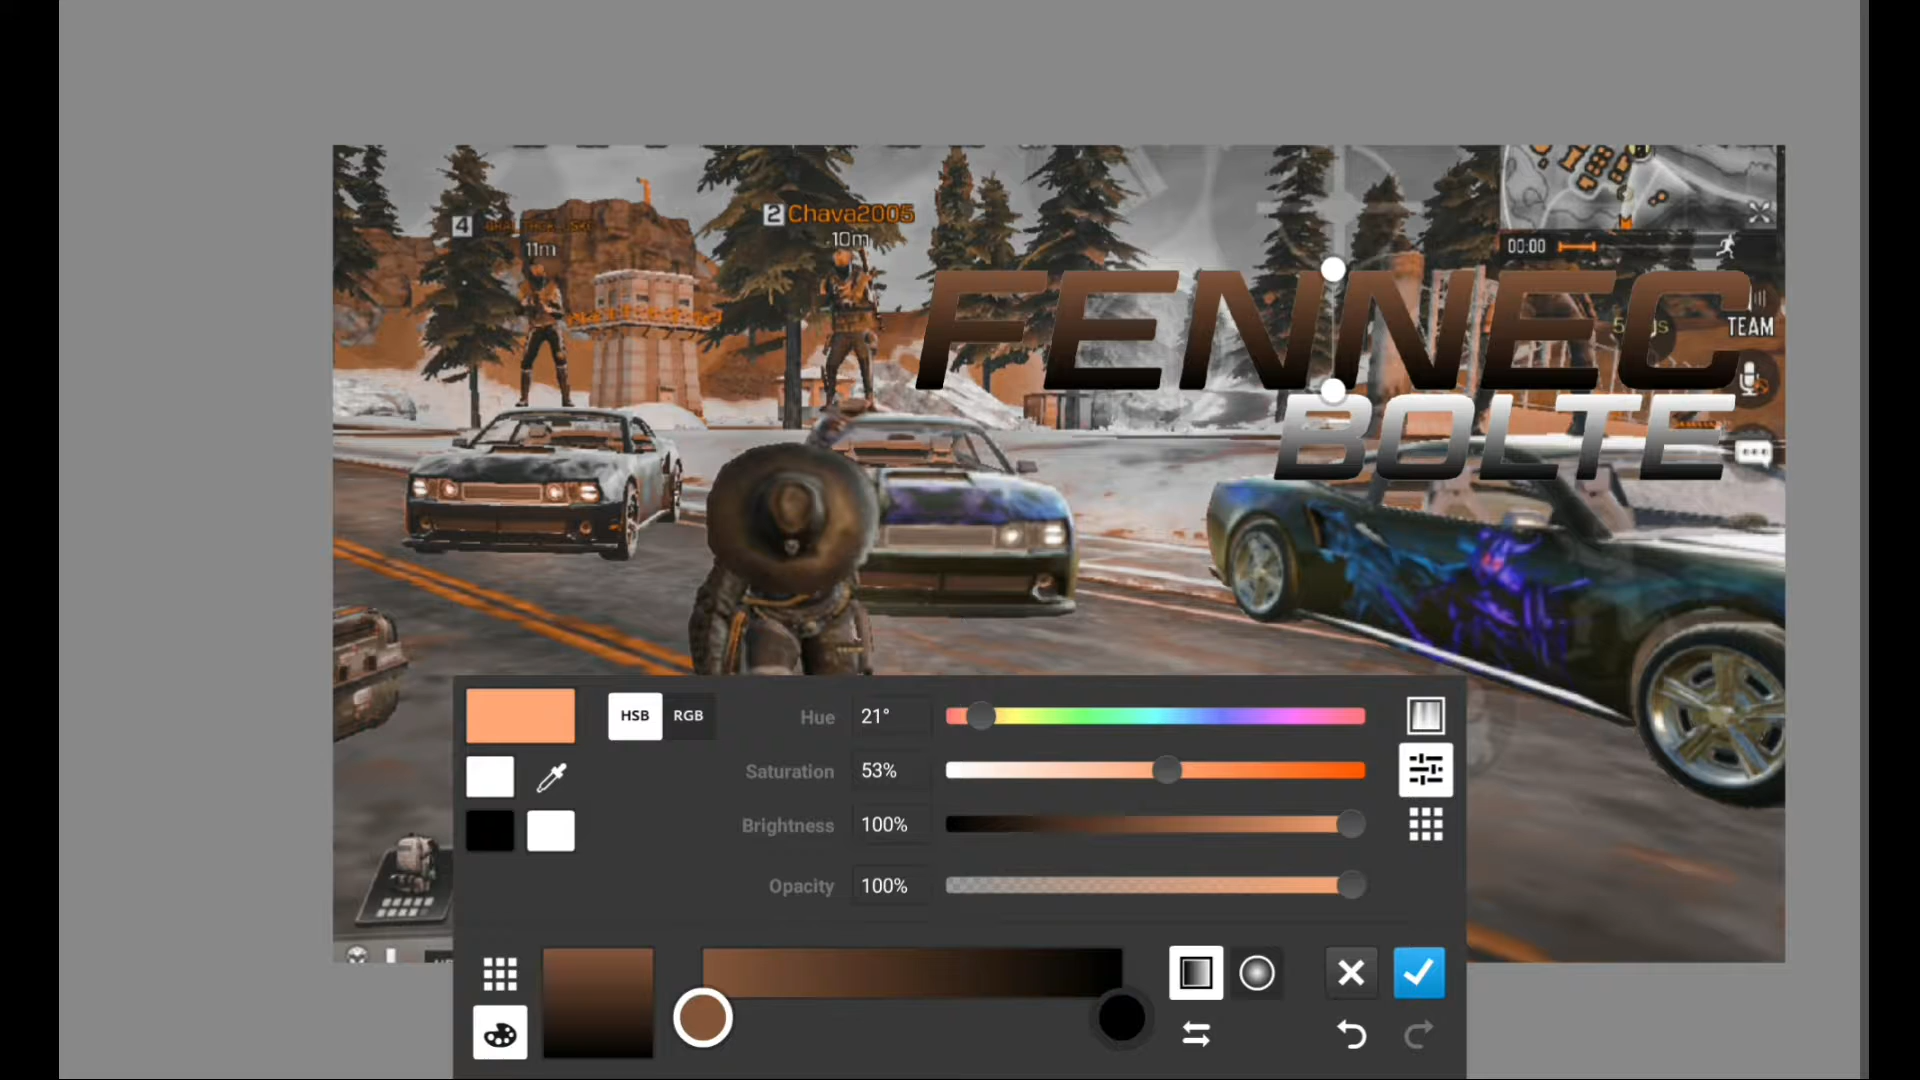 4
11m
2 Chava2005
10m
00:00
FENNEC
TEAM
BOLTE
HSB RGB
Hue 21°
Saturation 53%
Brightness 100%
Opacity 100%